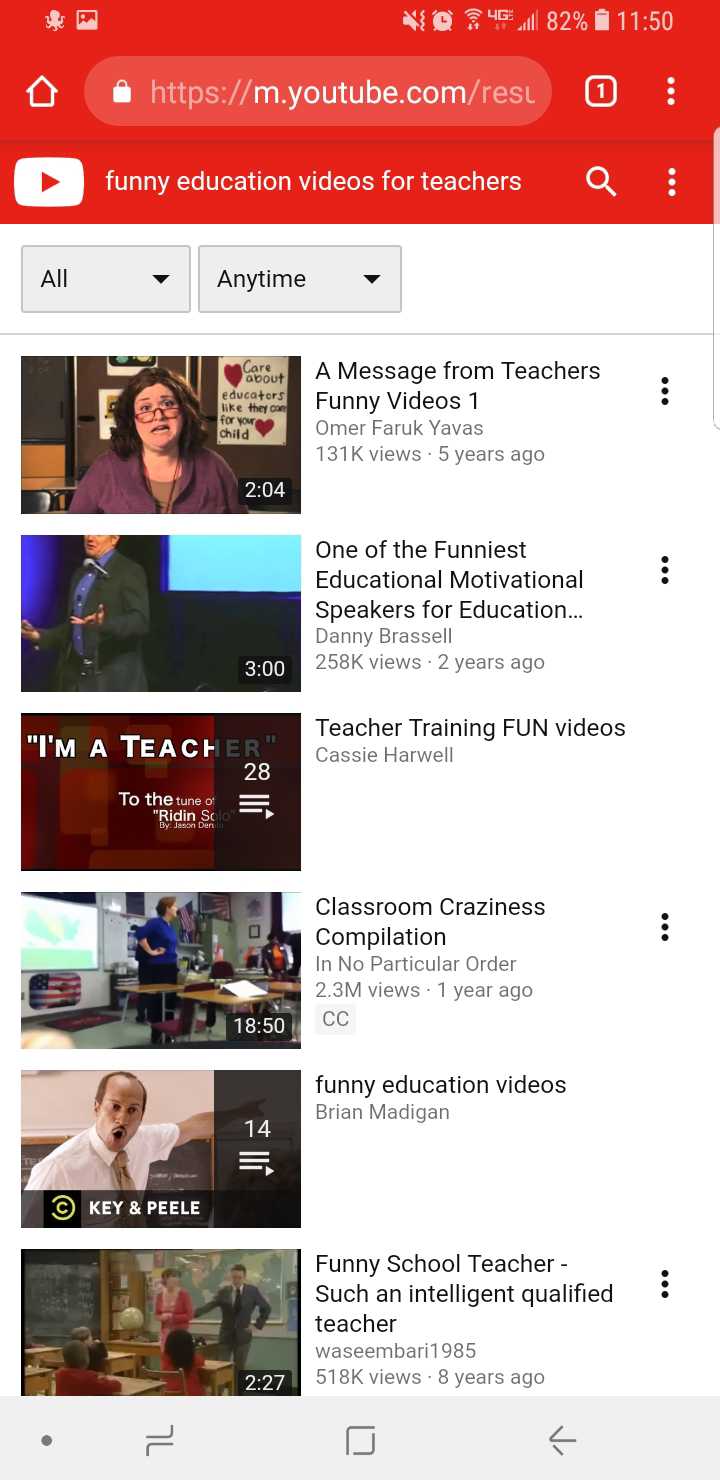 4G 82% 11:50
https://m.youtube.com/resu
1
funny education videos for teachers
All
Anytime
Care
about
educators
like they care
for your
child
2:04
A Message from Teachers
Funny Videos 1
Omer Faruk Yavas
131K views · 5 years ago
3:00
One of the Funniest
Educational Motivational
Speakers for Education...
Danny Brassell
258K views · 2 years ago
"I'M A TEACHER"
To the tune of
"Ridin Solo"
By: Jason Derulo
28
Teacher Training FUN videos
Cassie Harwell
18:50
Classroom Craziness
Compilation
In No Particular Order
2.3M views · 1 year ago
CC
14
KEY & PEELE
funny education videos
Brian Madigan
2:27
Funny School Teacher -
Such an intelligent qualified
teacher
waseembari1985
518K views · 8 years ago